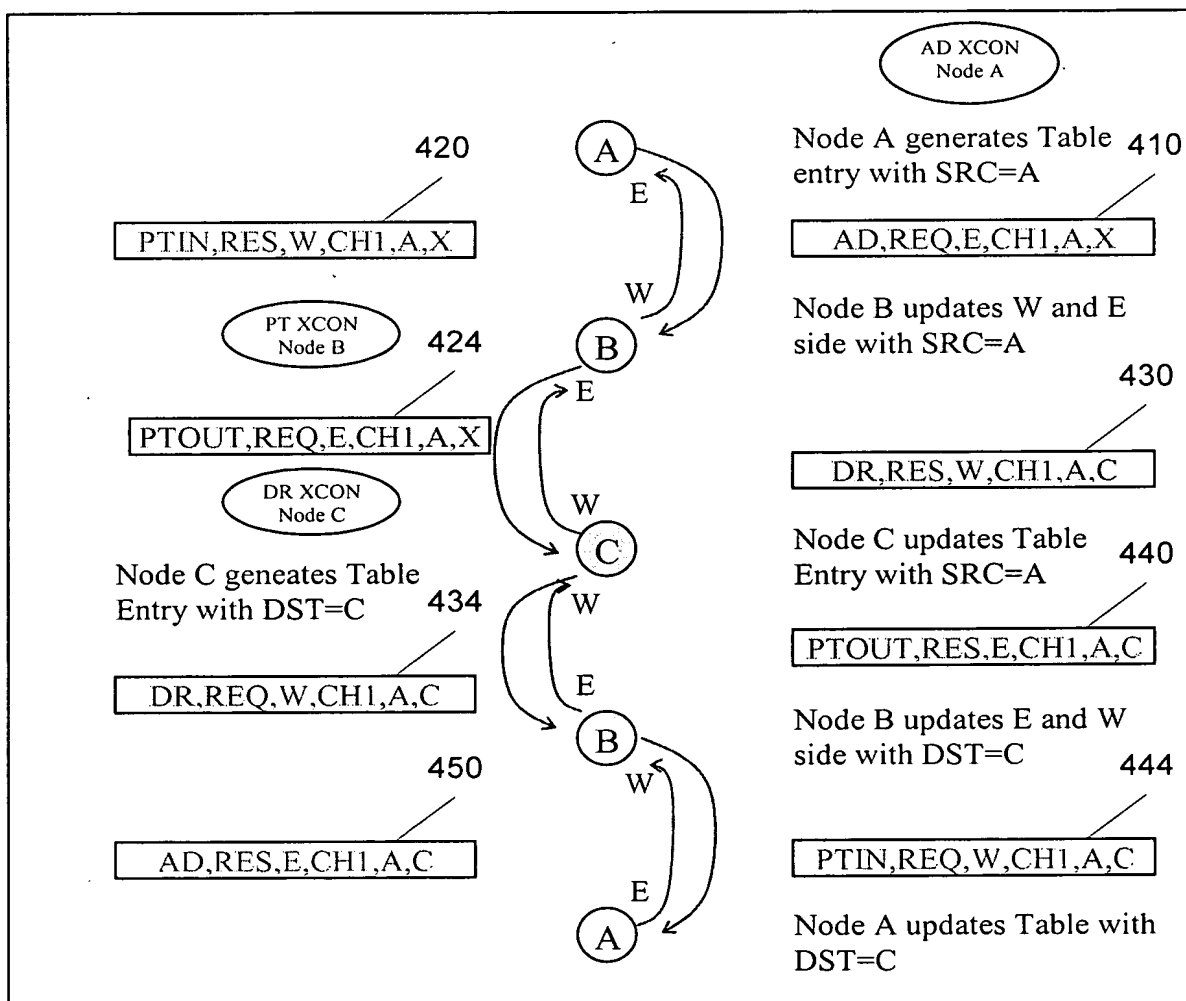 AD XCON
Node A
Node A generates Table
entry with SRC=A
410
420
A
E
PTIN,RES,W,CH1,A,X
AD,REQ,E,CH1,A,X
W
PT XCON
Node B
424
B
Node B updates W and E
side with SRC=A
E
430
PTOUT,REQ,E,CH1,A,X
DR,RES,W,CH1,A,C
DR XCON
Node C
W
C
Node C updates Table
Entry with SRC=A
440
Node C geneates Table
Entry with DST=C
434
W
PTOUT,RES,E,CH1,A,C
DR,REQ,W,CH1,A,C
E
B
Node B updates E and W
side with DST=C
444
450
W
AD,RES,E,CH1,A,C
PTIN,REQ,W,CH1,A,C
E
A
Node A updates Table with
DST=C